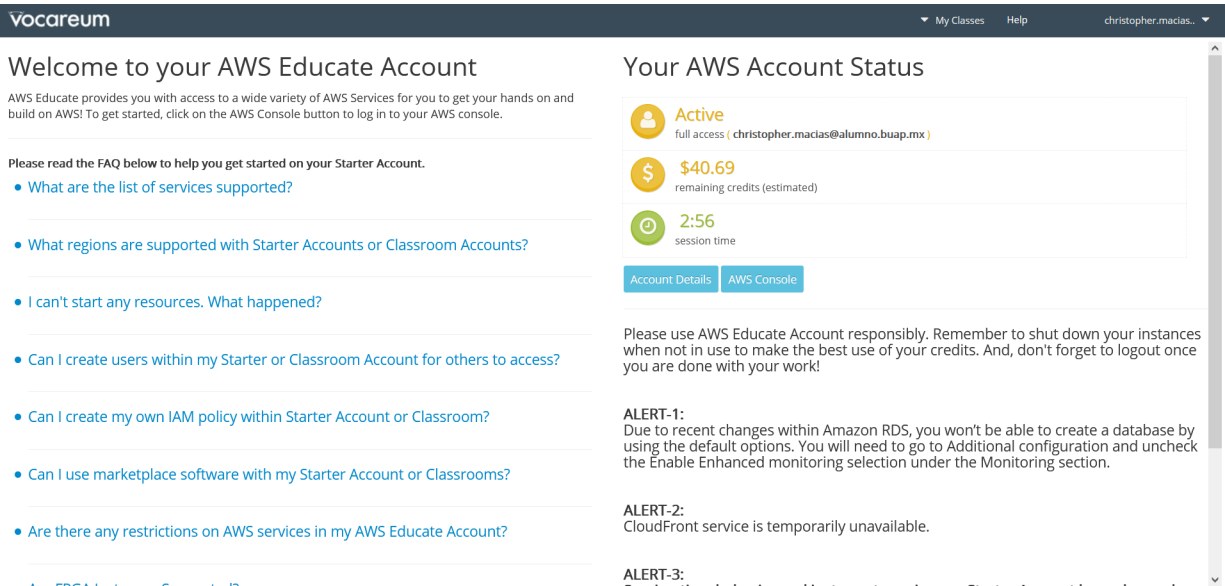 Vocareum
My Classes
Help
christopher.macias..
Welcome to your AWS Educate Account
AWS Educate provides you with access to a wide variety of AWS Services for you to get your hands on and
build on AWS! To get started, click on the AWS Console button to log in to your AWS console.
Please read the FAQ below to help you get started on your Starter Account.
What are the list of services supported?
What regions are supported with Starter Accounts or Classroom Accounts?
I can't start any resources. What happened?
Can I create users within my Starter or Classroom Account for others to access?
Can I create my own IAM policy within Starter Account or Classroom?
Can I use marketplace software with my Starter Account or Classrooms?
Are there any restrictions on AWS services in my AWS Educate Account?
Your AWS Account Status
Active
full access ( christopher.macias@alumno.buap.mx )
$40.69
remaining credits (estimated)
2:56
session time
Account Details
AWS Console
Please use AWS Educate Account responsibly. Remember to shut down your instances
when not in use to make the best use of your credits. And, don't forget to logout once
you are done with your work!
ALERT-1:
Due to recent changes within Amazon RDS, you won't be able to create a database by
using the default options. You will need to go to Additional configuration and uncheck
the Enable Enhanced monitoring selection under the Monitoring section.
ALERT-2:
CloudFront service is temporarily unavailable.
ALERT-3: